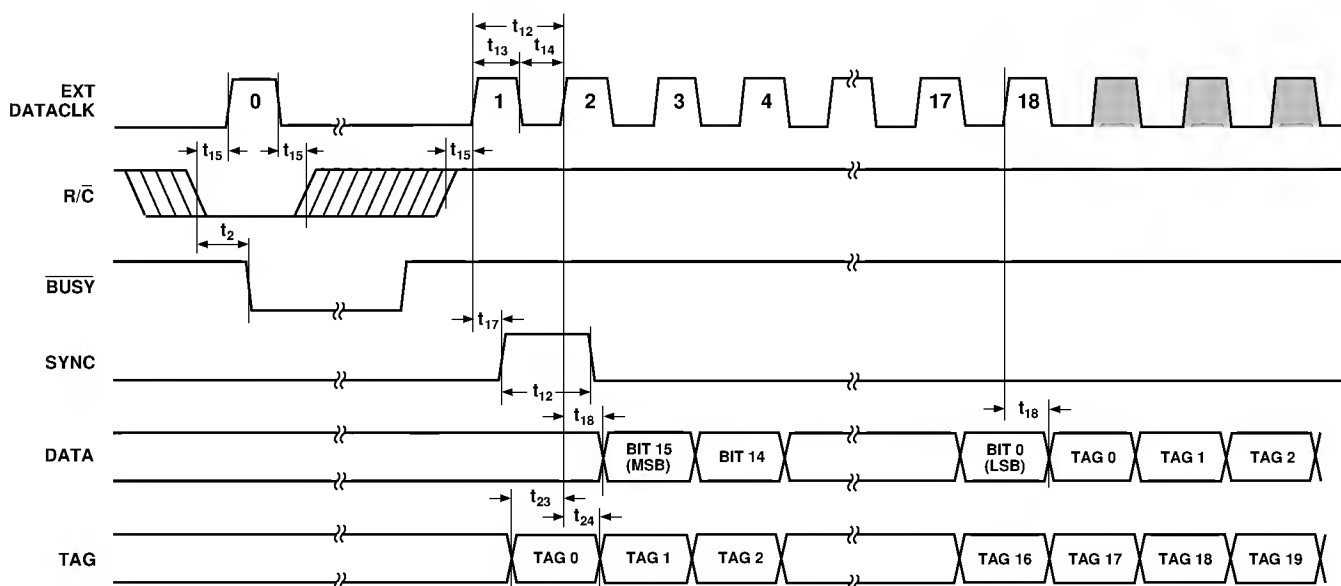 t12
t13 t14
EXT DATACLK 0 1 2 3 4 17 18
t15 t15 t15
R/C̅
t2
B̅U̅S̅Y̅
t17
SYNC
t12
t18 t18
DATA BIT 15 (MSB) BIT 14 BIT 0 (LSB) TAG 0 TAG 1 TAG 2
t23
t24
TAG TAG 0 TAG 1 TAG 2 TAG 16 TAG 17 TAG 18 TAG 19